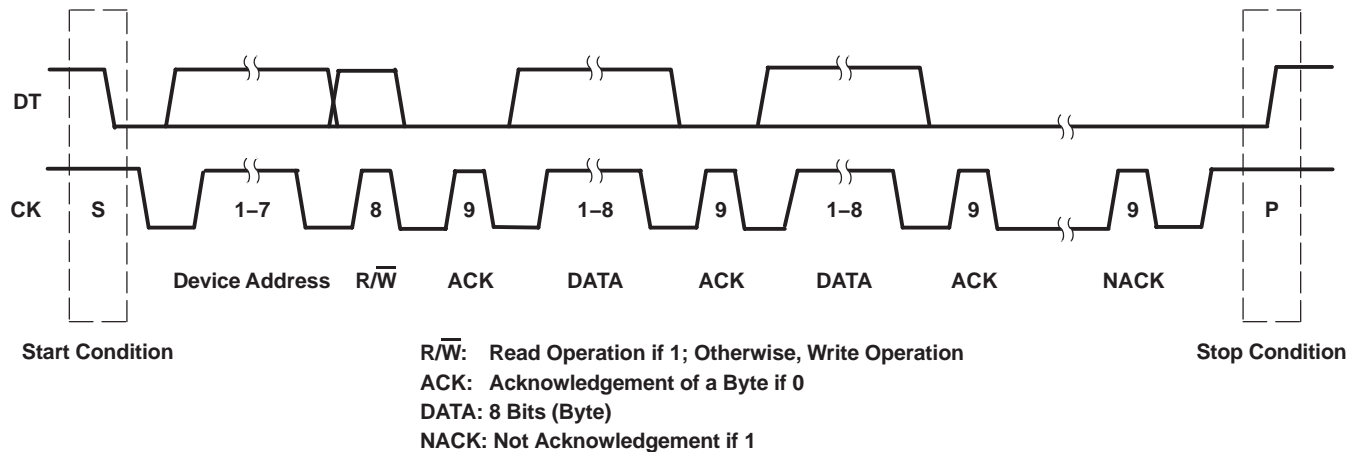 DT
CK S 1–7 8 9 1–8 9 1–8 9 9 P
Device Address R/W̅ ACK DATA ACK DATA ACK NACK
Start Condition Stop Condition
R/W̅: Read Operation if 1; Otherwise, Write Operation
ACK: Acknowledgement of a Byte if 0
DATA: 8 Bits (Byte)
NACK: Not Acknowledgement if 1